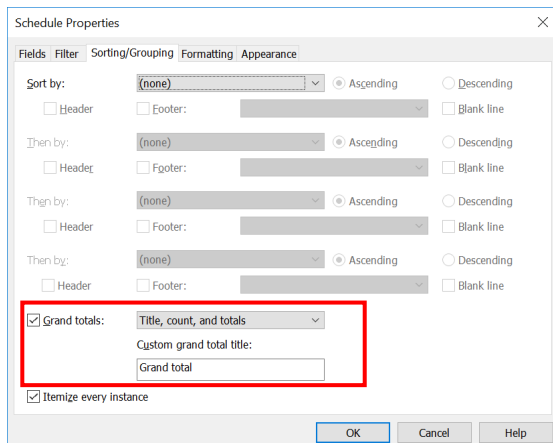 Schedule Properties
Fields Filter Sorting/Grouping Formatting Appearance
Sort by: (none) Ascending Descending
Header Footer: Blank line
Then by: (none) Ascending Descending
Header Footer: Blank line
Then by: (none) Ascending Descending
Header Footer: Blank line
Then by: (none) Ascending Descending
Header Footer: Blank line
Grand totals: Title, count, and totals
Custom grand total title:
Grand total
Itemize every instance
OK Cancel Help